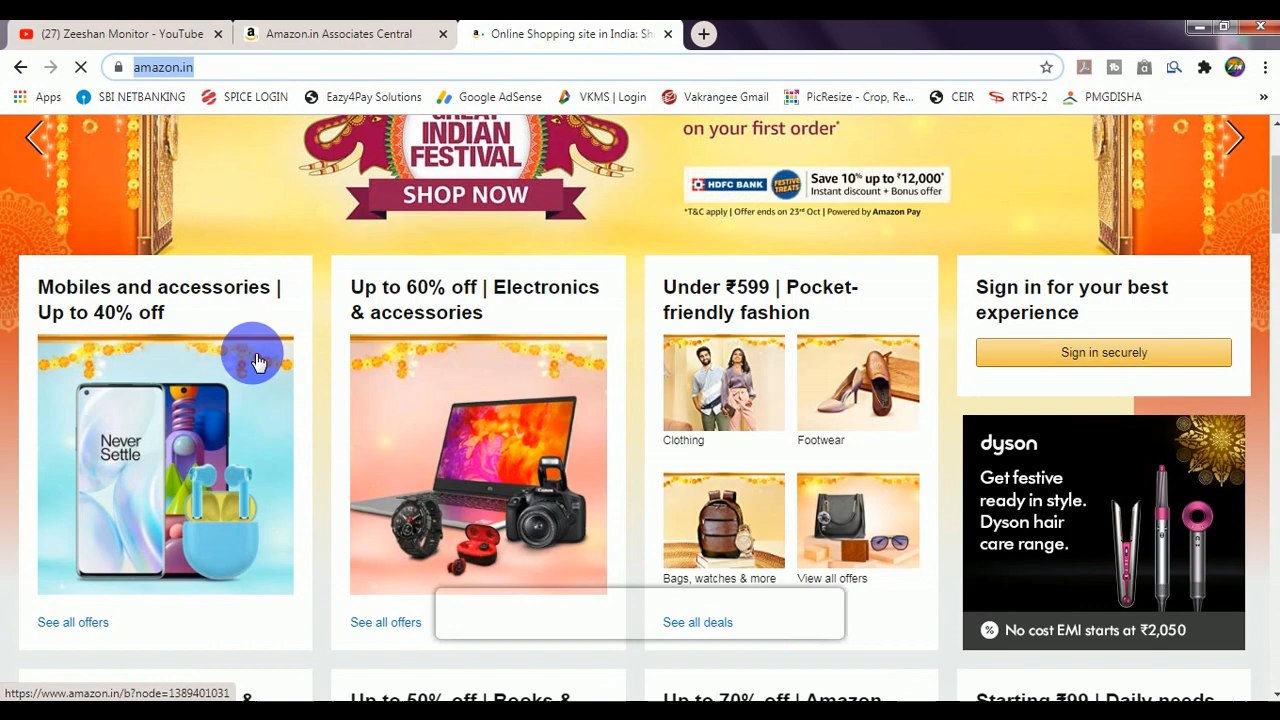 (27) Zeeshan Monitor - YouTube
Amazon.in Associates Central
Online Shopping site in India: Sh
amazon.in
Apps
SBI NETBANKING
SPICE LOGIN
Eazy4Pay Solutions
Google AdSense
VKMS | Login
Vakrangee Gmail
PicResize - Crop, Re...
CEIR
RTPS-2
PMGDISHA
GREAT
INDIAN
FESTIVAL
SHOP NOW
on your first order*
HDFC BANK
FESTIVE
TREATS
Save 10% up to ₹12,000*
Instant discount + Bonus offer
*T&C apply | Offer ends on 23rd Oct | Powered by Amazon Pay
Mobiles and accessories |
Up to 40% off
Never
Settle
See all offers
Up to 60% off | Electronics
& accessories
Canon
See all offers
Under ₹599 | Pocket-
friendly fashion
Clothing
Footwear
Bags, watches & more
View all offers
See all deals
Sign in for your best
experience
Sign in securely
dyson
Get festive
ready in style.
Dyson hair
care range.
% No cost EMI starts at ₹2,050
&
Up to 50% off | Books &
Up to 70% off | Amazon
Starting ₹99 | Daily needs
https://www.amazon.in/b?node=1389401031